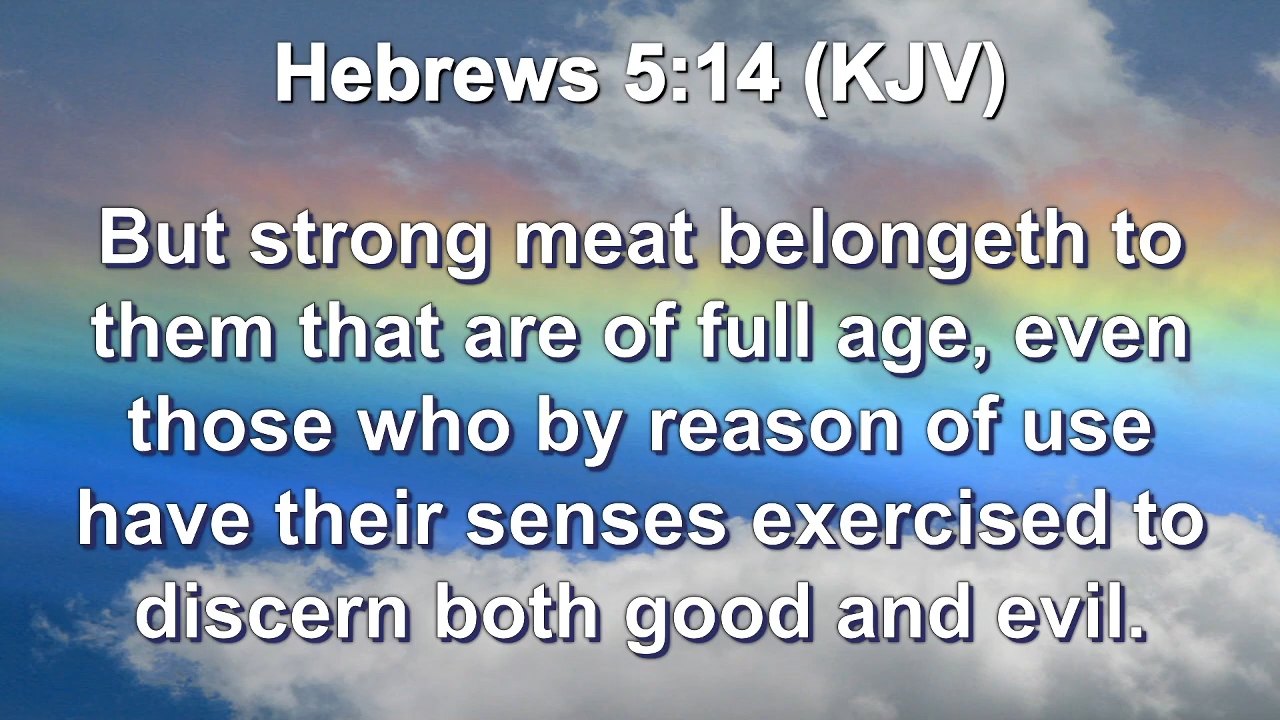 Hebrews 5:14 (KJV)
But strong meat belongeth to
them that are of full age, even
those who by reason of use
have their senses exercised to
discern both good and evil.